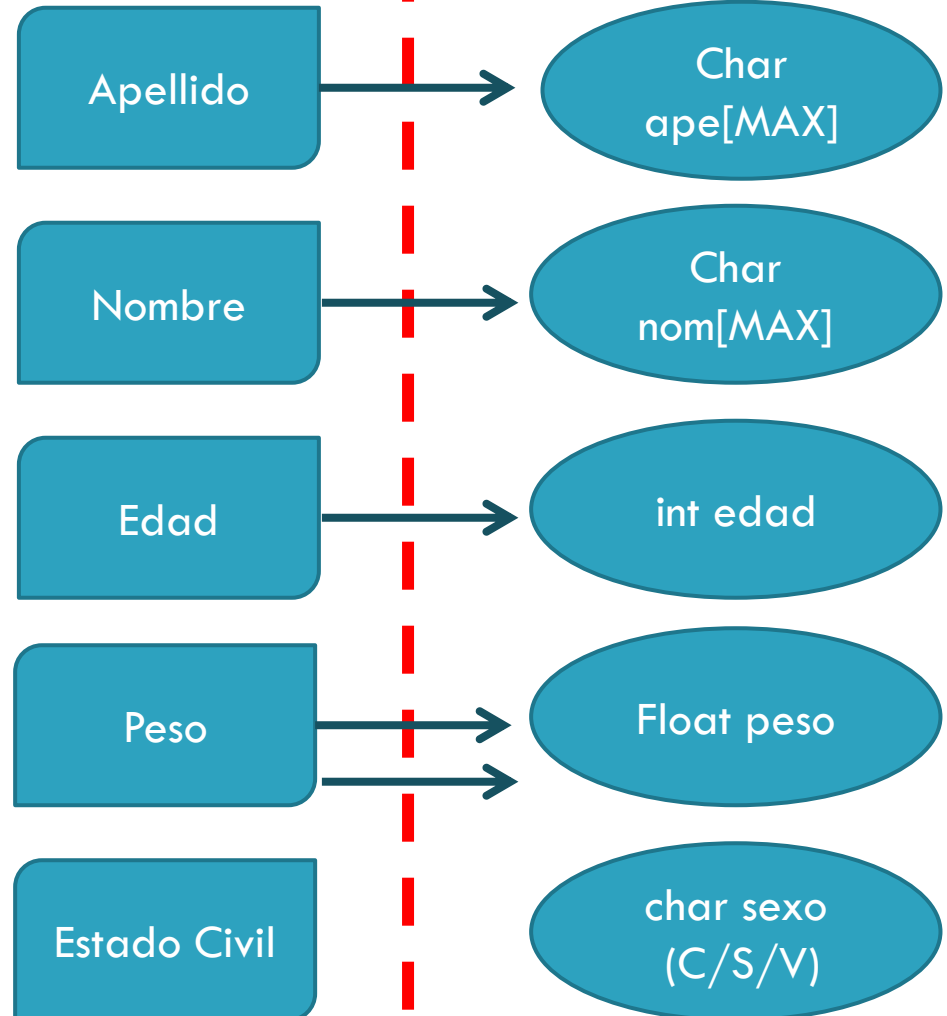 Apellido
Char
ape[MAX]
Nombre
Char
nom[MAX]
Edad
int edad
Peso
Float peso
Estado Civil
char sexo
(C/S/V)